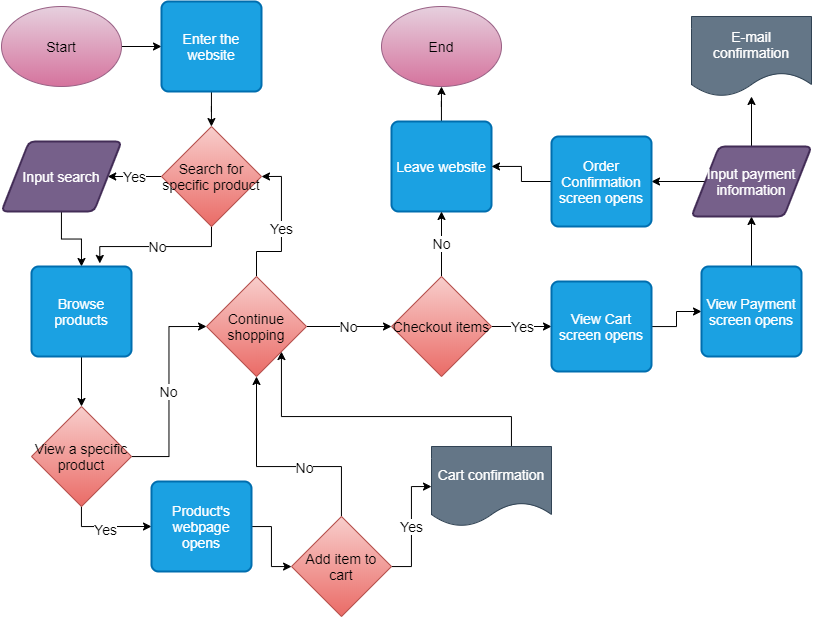 Start
Enter the
website
End
E-mail
confirmation
Input search
Yes
Search for
specific product
Leave website
Order
Confirmation
screen opens
Input payment
information
No
Yes
No
Browse
products
Continue
shopping
No
Checkout items
Yes
View Cart
screen opens
View Payment
screen opens
No
View a specific
product
Yes
Product's
webpage
opens
No
Add item to
cart
Yes
Cart confirmation